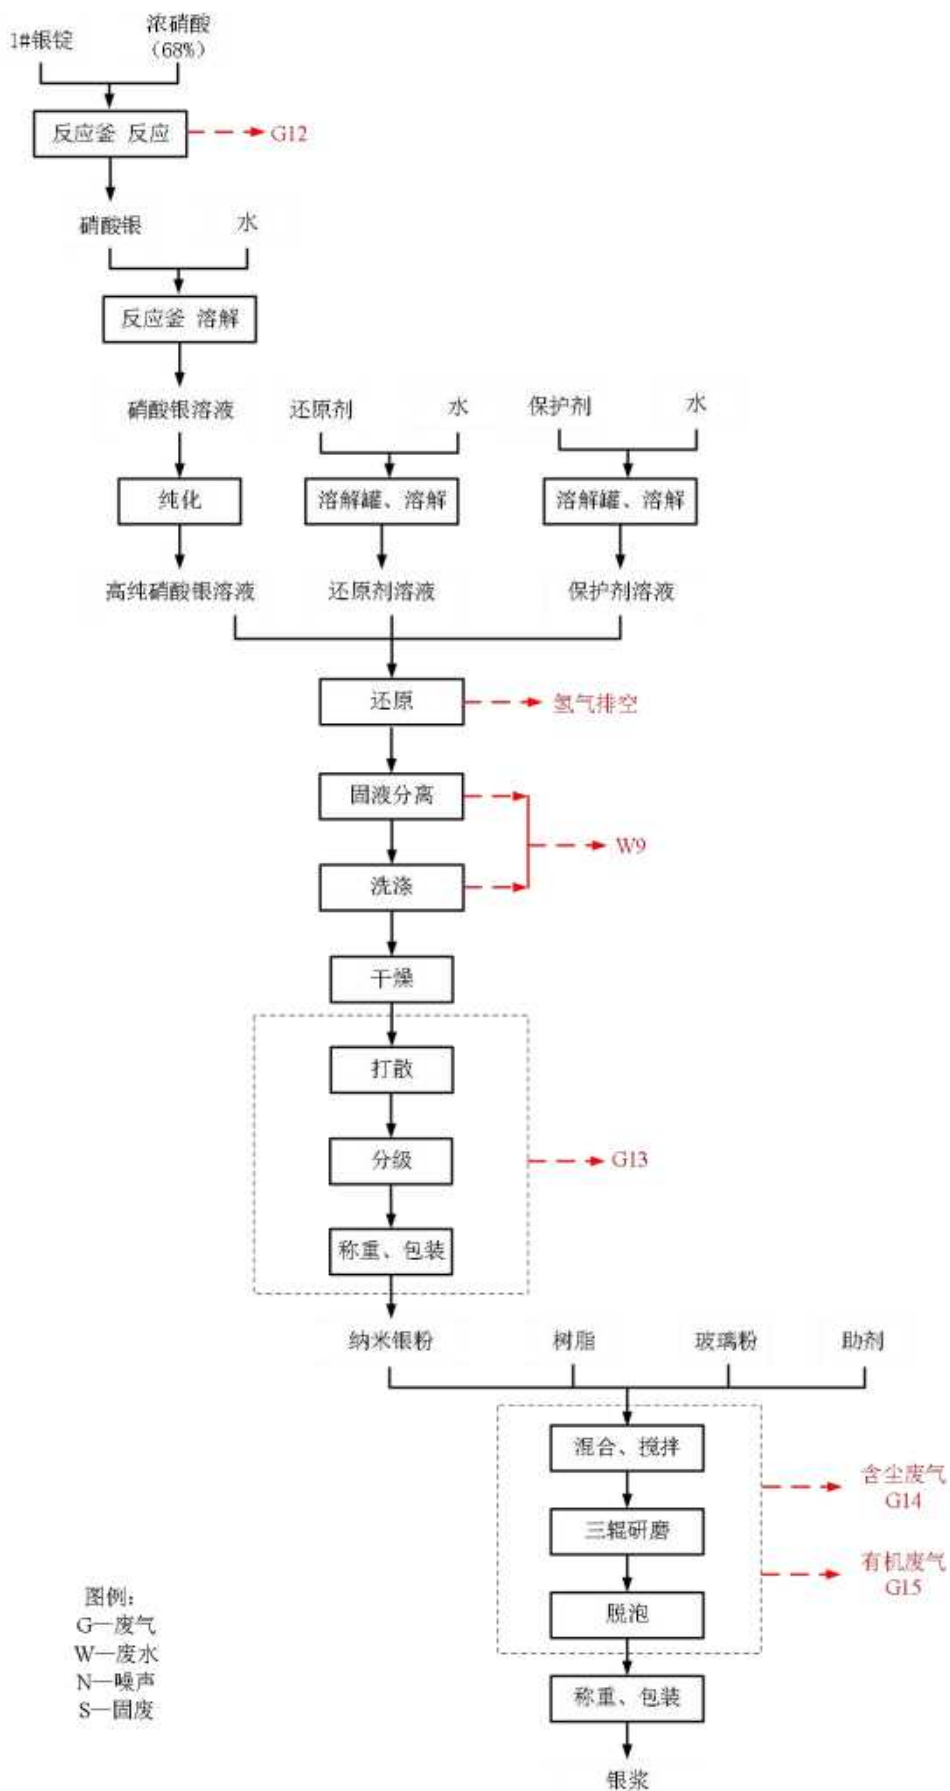 1#银锭
浓硝酸
（68%）
反应釜 反应
G12
硝酸银
水
反应釜 溶解
硝酸银溶液
还原剂
水
保护剂
水
纯化
溶解罐、溶解
溶解罐、溶解
高纯硝酸银溶液
还原剂溶液
保护剂溶液
还原
氢气排空
固液分离
W9
洗涤
干燥
打散
分级
G13
称重、包装
纳米银粉
树脂
玻璃粉
助剂
混合、搅拌
含尘废气
G14
三辊研磨
有机废气
G15
脱泡
图例：
G—废气
W—废水
N—噪声
S—固废
称重、包装
银浆